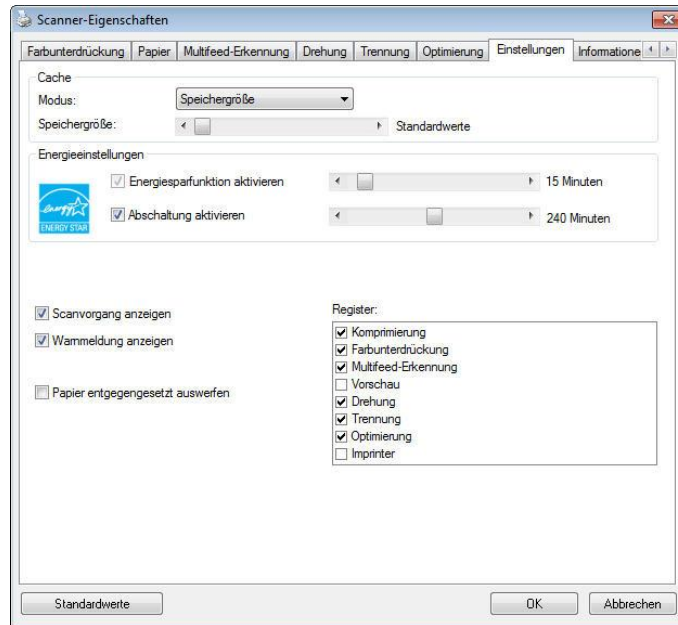 Scanner-Eigenschaften
Farbunterdrückung Papier Multifeed-Erkennung Drehung Trennung Optimierung Einstellungen Informatione
Cache
Modus: Speichergröße
Speichergröße: Standardwerte
Energieeinstellungen
Energiesparfunktion aktivieren 15 Minuten
energy
ENERGY STAR
Abschaltung aktivieren 240 Minuten
Scanvorgang anzeigen
Warnmeldung anzeigen
Papier entgegengesetzt auswerfen
Register:
Komprimierung
Farbunterdrückung
Multifeed-Erkennung
Vorschau
Drehung
Trennung
Optimierung
Imprinter
Standardwerte OK Abbrechen